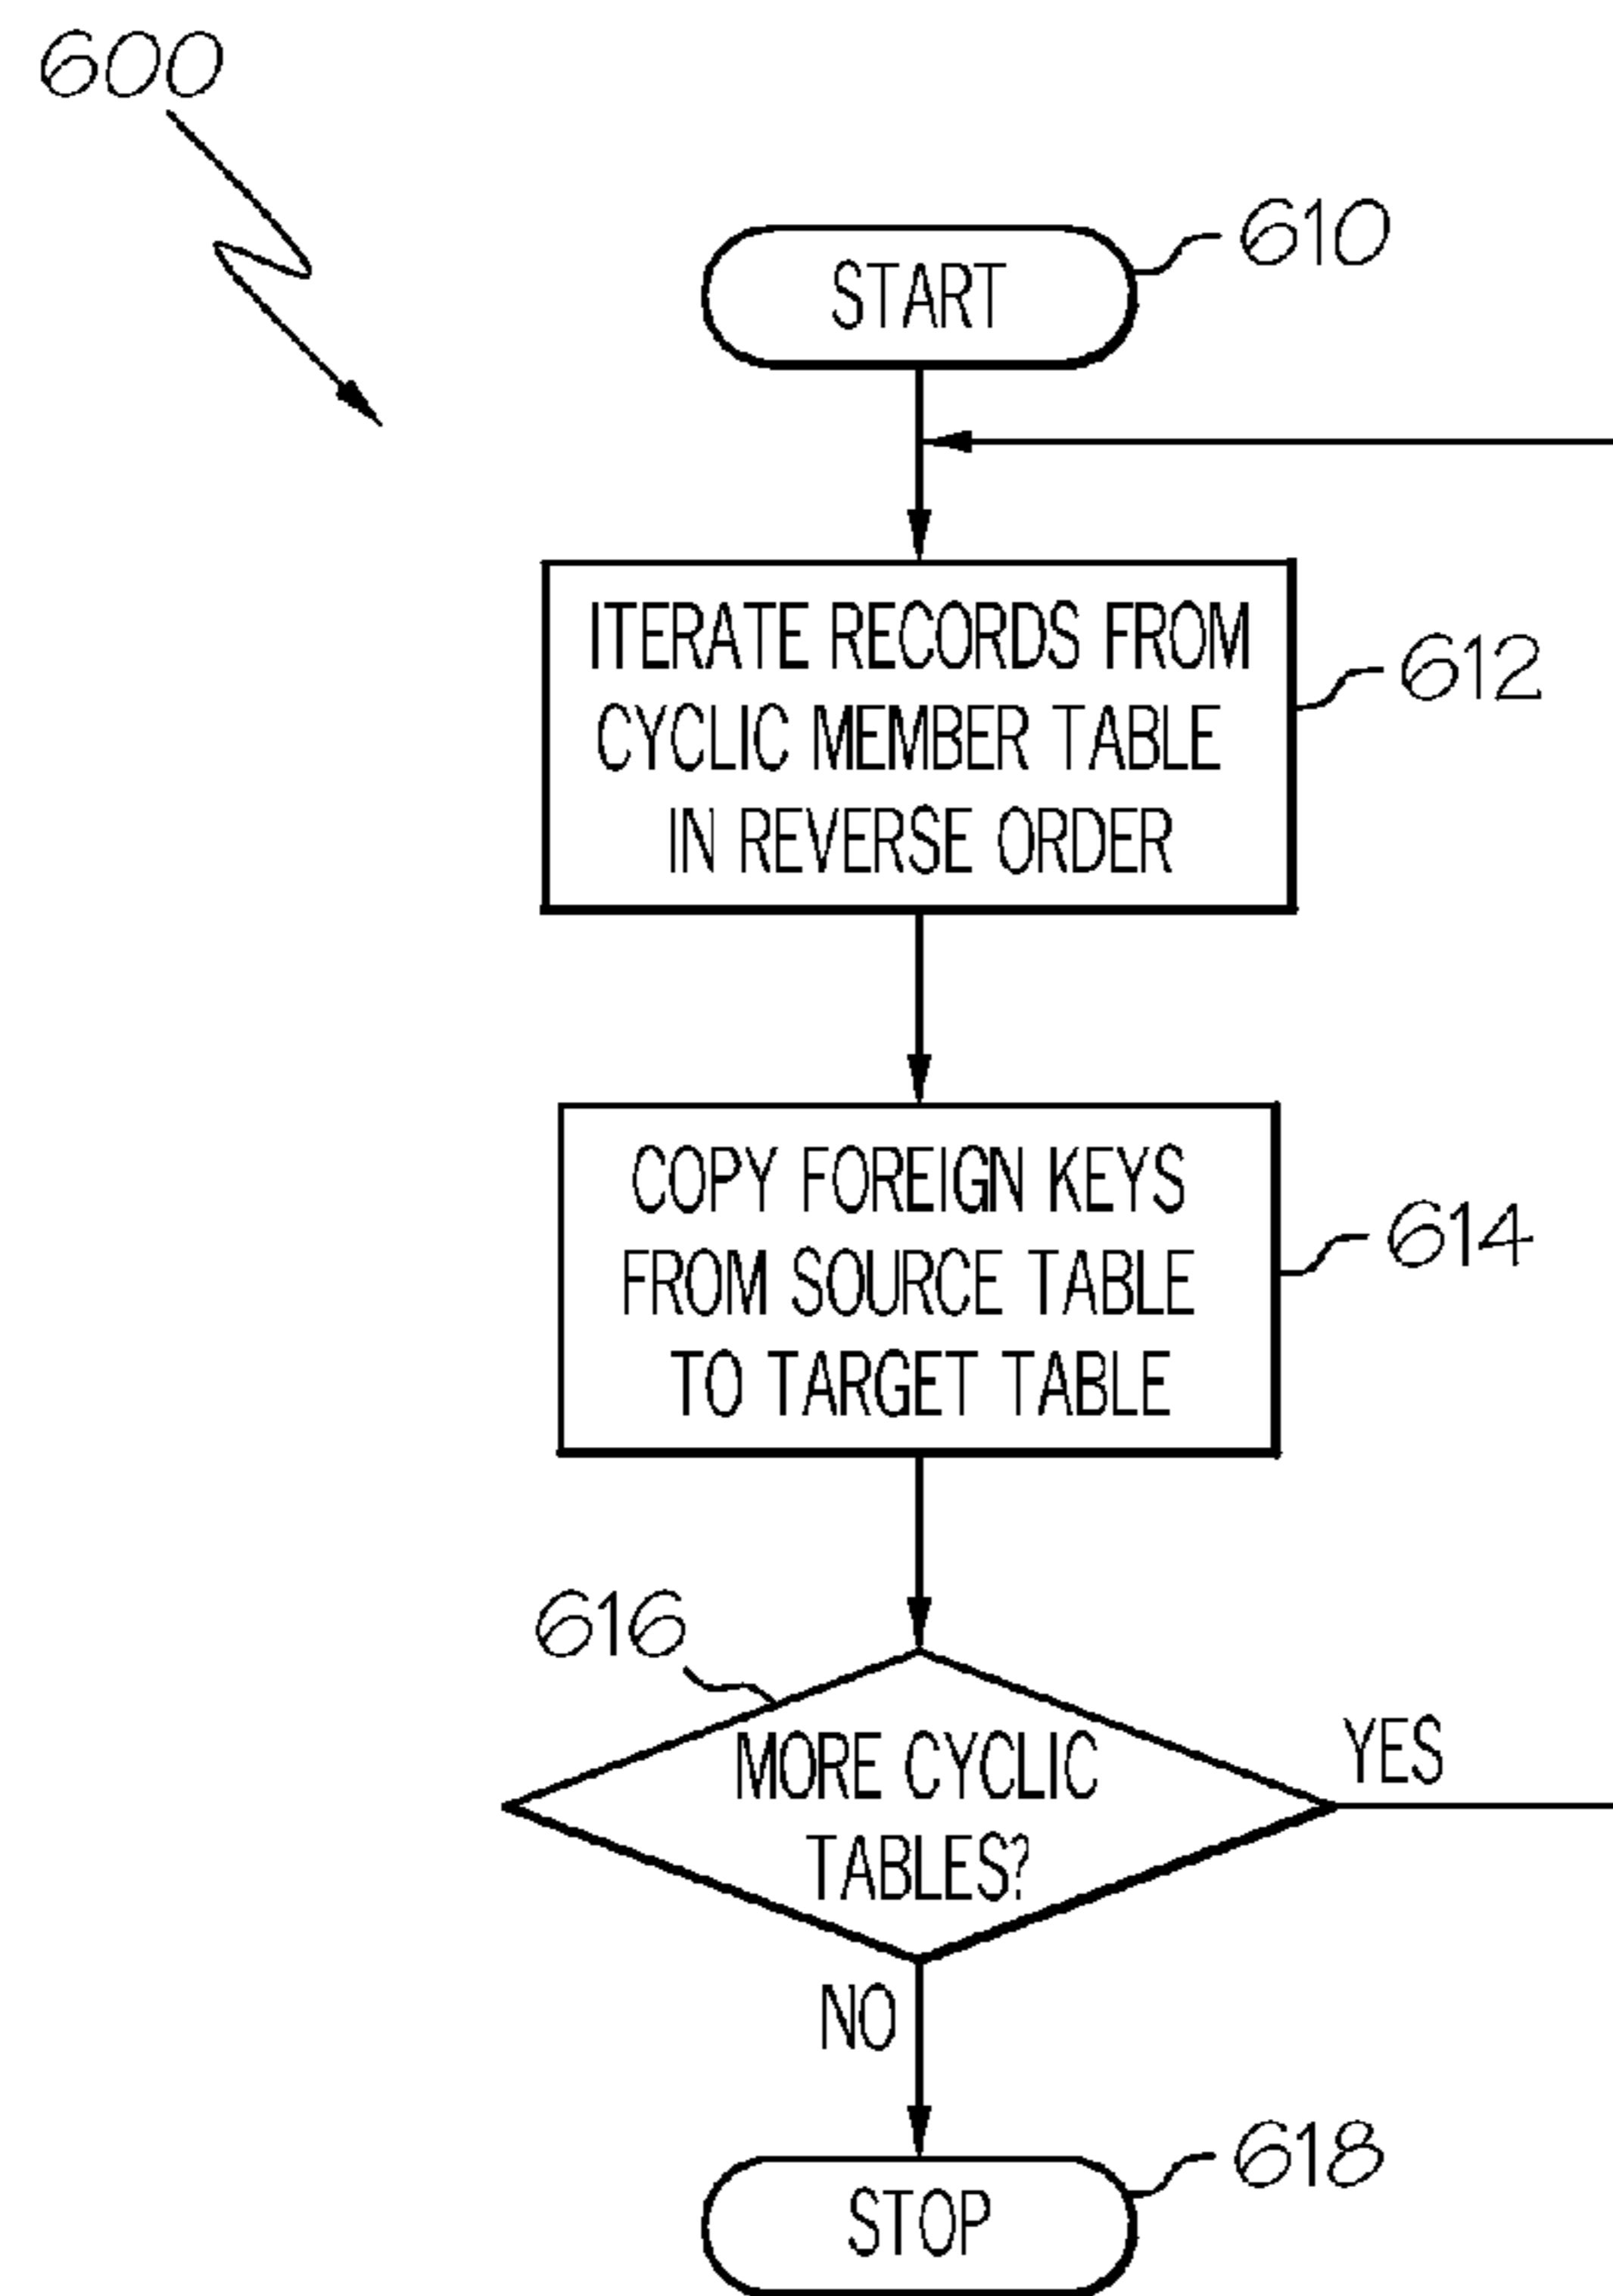 600
START
610
ITERATE RECORDS FROM
CYCLIC MEMBER TABLE
IN REVERSE ORDER
612
COPY FOREIGN KEYS
FROM SOURCE TABLE
TO TARGET TABLE
614
616
MORE CYCLIC
TABLES?
YES
NO
STOP
618